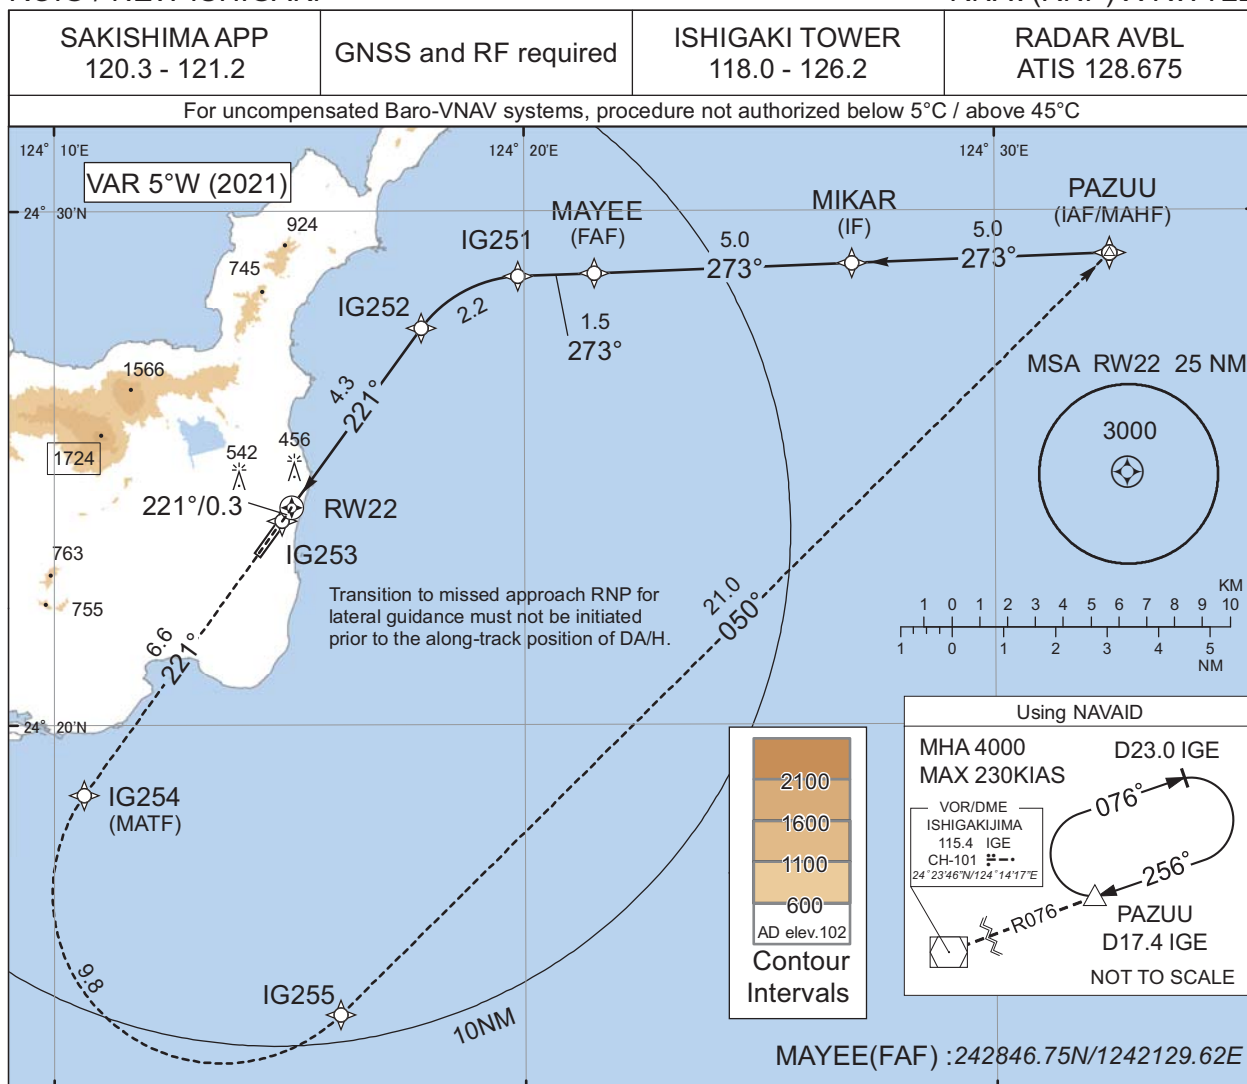 SAKISHIMA APP
120.3 - 121.2
GNSS and RF required
ISHIGAKI TOWER
118.0 - 126.2
RADAR AVBL
ATIS 128.675
For uncompensated Baro-VNAV systems, procedure not authorized below 5°C / above 45°C
124° 10'E
124° 20'E
124° 30'E
VAR 5°W (2021)
24° 30'N
924
745
1566
1724
542
456
763
755
PAZUU
(IAF/MAHF)
5.0
273°
MIKAR
(IF)
5.0
273°
MAYEE
(FAF)
1.5
273°
IG251
2.2
IG252
4.3
221°
221°/0.3
RW22
IG253
Transition to missed approach RNP for
lateral guidance must not be initiated
prior to the along-track position of DA/H.
6.6
221°
24° 20'N
IG254
(MATF)
9.8
IG255
21.0
050°
10NM
MSA RW22 25 NM
3000
KM
1 0 1 2 3 4 5 6 7 8 9 10
1 0 1 2 3 4 5
NM
2100
1600
1100
600
AD elev.102
Contour
Intervals
Using NAVAID
MHA 4000
MAX 230KIAS
D23.0 IGE
076°
256°
VOR/DME
ISHIGAKIJIMA
115.4 IGE
CH-101
24°23'46"N/124°14'17"E
R076
PAZUU
D17.4 IGE
NOT TO SCALE
MAYEE(FAF) :242846.75N/1242129.62E